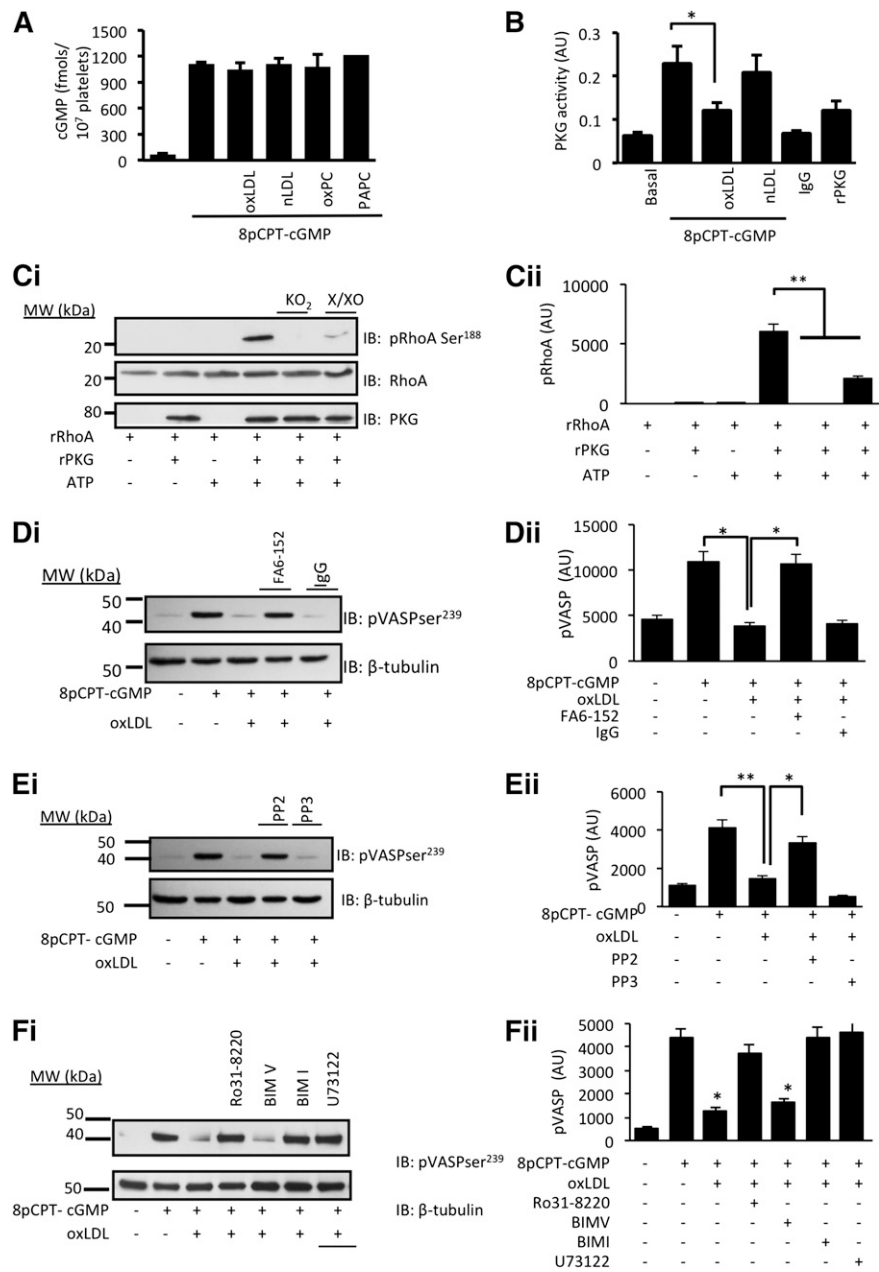 A
cGMP (fmols/
10⁷ platelets)
1500
1200
900
600
300
0
oxLDL
nLDL
oxPC
PAPC
8pCPT-cGMP
B
PKG activity (AU)
0.3
0.2
0.1
0
*
Basal
oxLDL
nLDL
IgG
rPKG
8pCPT-cGMP
Ci
MW (kDa)
KO₂
X/XO
20
IB: pRhoA Ser¹⁸⁸
20
IB: RhoA
80
IB: PKG
rRhoA + + + + + +
rPKG - + - + + +
ATP - - + + + +
Cii
pRhoA (AU)
10000
5000
0
**
rRhoA + + + + + +
rPKG - + - + + +
ATP - - + + + +
Di
MW (kDa)
FA6-152
IgG
50
40
IB: pVASPser²³⁹
50
IB: β-tubulin
8pCPT-cGMP - + + + +
oxLDL - - + + +
Dii
pVASP (AU)
15000
10000
5000
0
* *
8pCPT-cGMP - + + + +
oxLDL - - + + +
FA6-152 - - - + -
IgG - - - - +
Ei
MW (kDa)
PP2
PP3
50
40
IB: pVASPser²³⁹
50
IB: β-tubulin
8pCPT- cGMP - + + + +
oxLDL - - + + +
Eii
pVASP (AU)
6000
4000
2000
0
** *
8pCPT- cGMP - + + + +
oxLDL - - + + +
PP2 - - - + -
PP3 - - - - +
Fi
MW (kDa)
Ro31-8220
BIM V
BIM I
U73122
50
40
IB: pVASPser²³⁹
50
IB: β-tubulin
8pCPT- cGMP - + + + + + +
oxLDL - - + + + + +
Fii
pVASP (AU)
5000
4000
3000
2000
1000
0
* *
8pCPT-cGMP - + + + + + +
oxLDL - - + + + + +
Ro31-8220 - - - + - - -
BIMV - - - - + - -
BIMI - - - - - + -
U73122 - - - - - - +